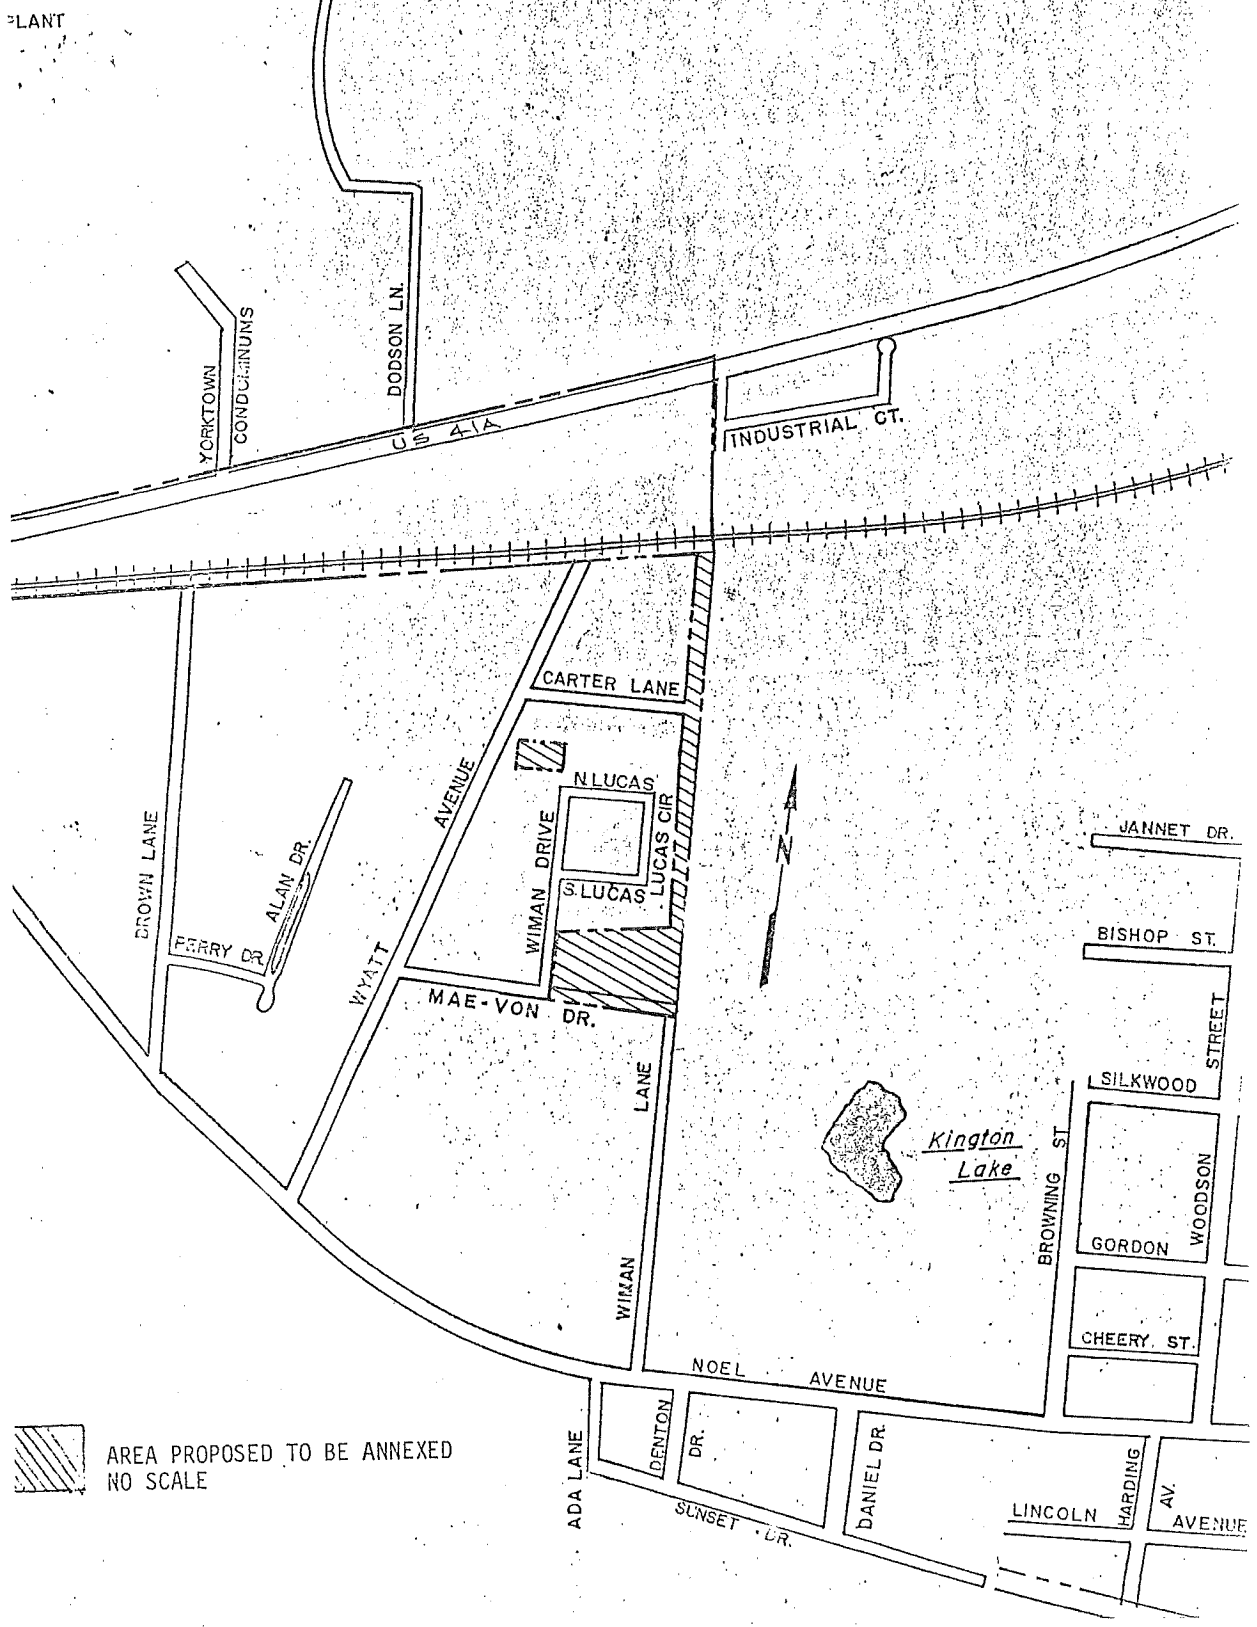 PLANT
YORKTOWN
CONDOMINUMS
DODSON LN.
US 41A
INDUSTRIAL CT.
CARTER LANE
AVENUE
WYATT
N. LUCAS
LUCAS CIR
S. LUCAS
WIMAN DRIVE
BROWN LANE
ALAN DR.
PERRY DR.
MAE-VON DR.
N
JANNET DR.
BISHOP ST.
STREET
WOODSON
SILKWOOD
Kington
Lake
BROWNING ST.
GORDON
CHEERY ST.
LANE
WIMAN
NOEL AVENUE
ADA LANE
DENTON
DR.
DANIEL DR.
SUNSET DR.
HARDING
AV.
LINCOLN AVENUE
AREA PROPOSED TO BE ANNEXED
NO SCALE